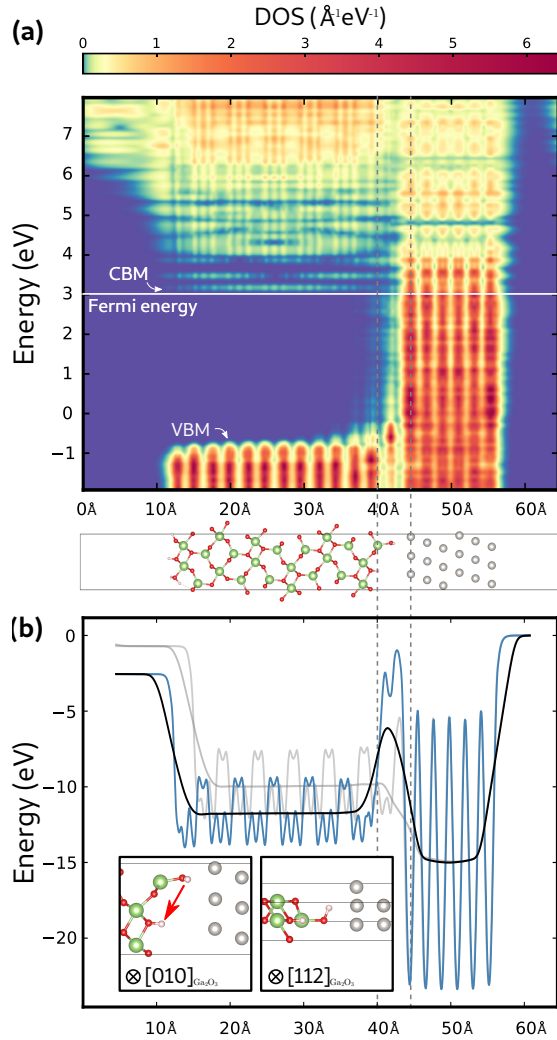 DOS (Å⁻¹eV⁻¹)
(a)
0 1 2 3 4 5 6
7
6
5
4
CBM
3
Fermi energy
2
1
0
VBM
−1
Energy (eV)
0Å 10Å 20Å 30Å 40Å 50Å 60Å
(b)
0
−5
−10
−15
−20
Energy (eV)
⊗ [010]Ga₂O₃ ⊗ [112]Ga₂O₃
10Å 20Å 30Å 40Å 50Å 60Å